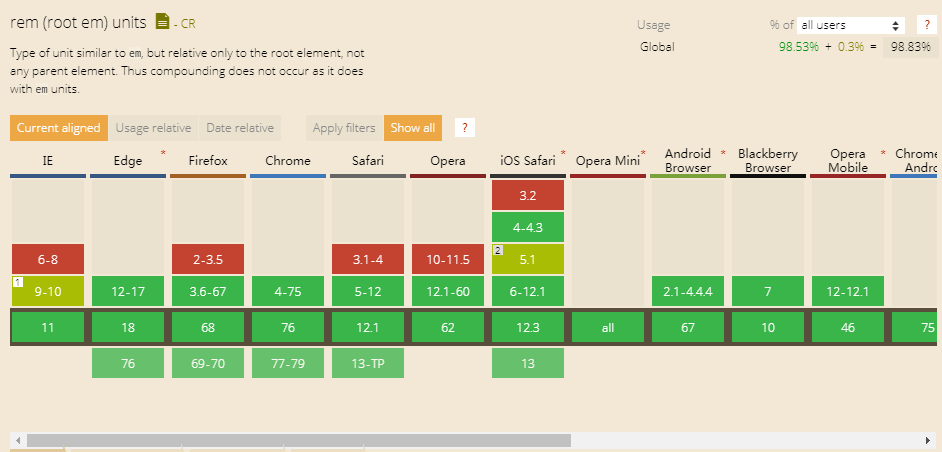 rem (root em) units - CR
Usage % of all users ?
Global 98.53% + 0.3% = 98.83%
Type of unit similar to em, but relative only to the root element, not
any parent element. Thus compounding does not occur as it does
with em units.
Current aligned Usage relative Date relative Apply filters Show all ?
IE Edge * Firefox Chrome Safari Opera iOS Safari * Opera Mini * Android Browser * Blackberry Browser Opera Mobile * Chrome
3.2
4-4.3
6-8 2-3.5 3.1-4 10-11.5 2 5.1
1 9-10 12-17 3.6-67 4-75 5-12 12.1-60 6-12.1 2.1-4.4.4 7 12-12.1
11 18 68 76 12.1 62 12.3 all 67 10 46 75
76 69-70 77-79 13-TP 13